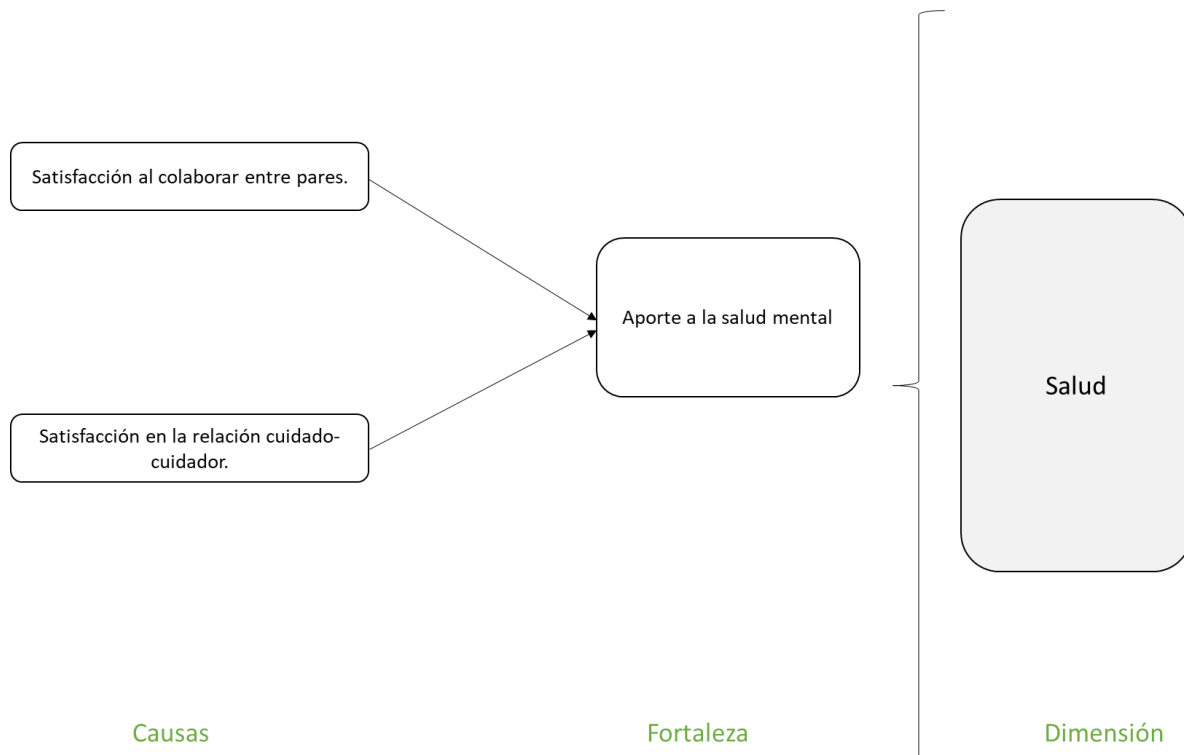 Satisfacción al colaborar entre pares.
Aporte a la salud mental
Salud
Satisfacción en la relación cuidado-
cuidador.
Causas
Fortaleza
Dimensión